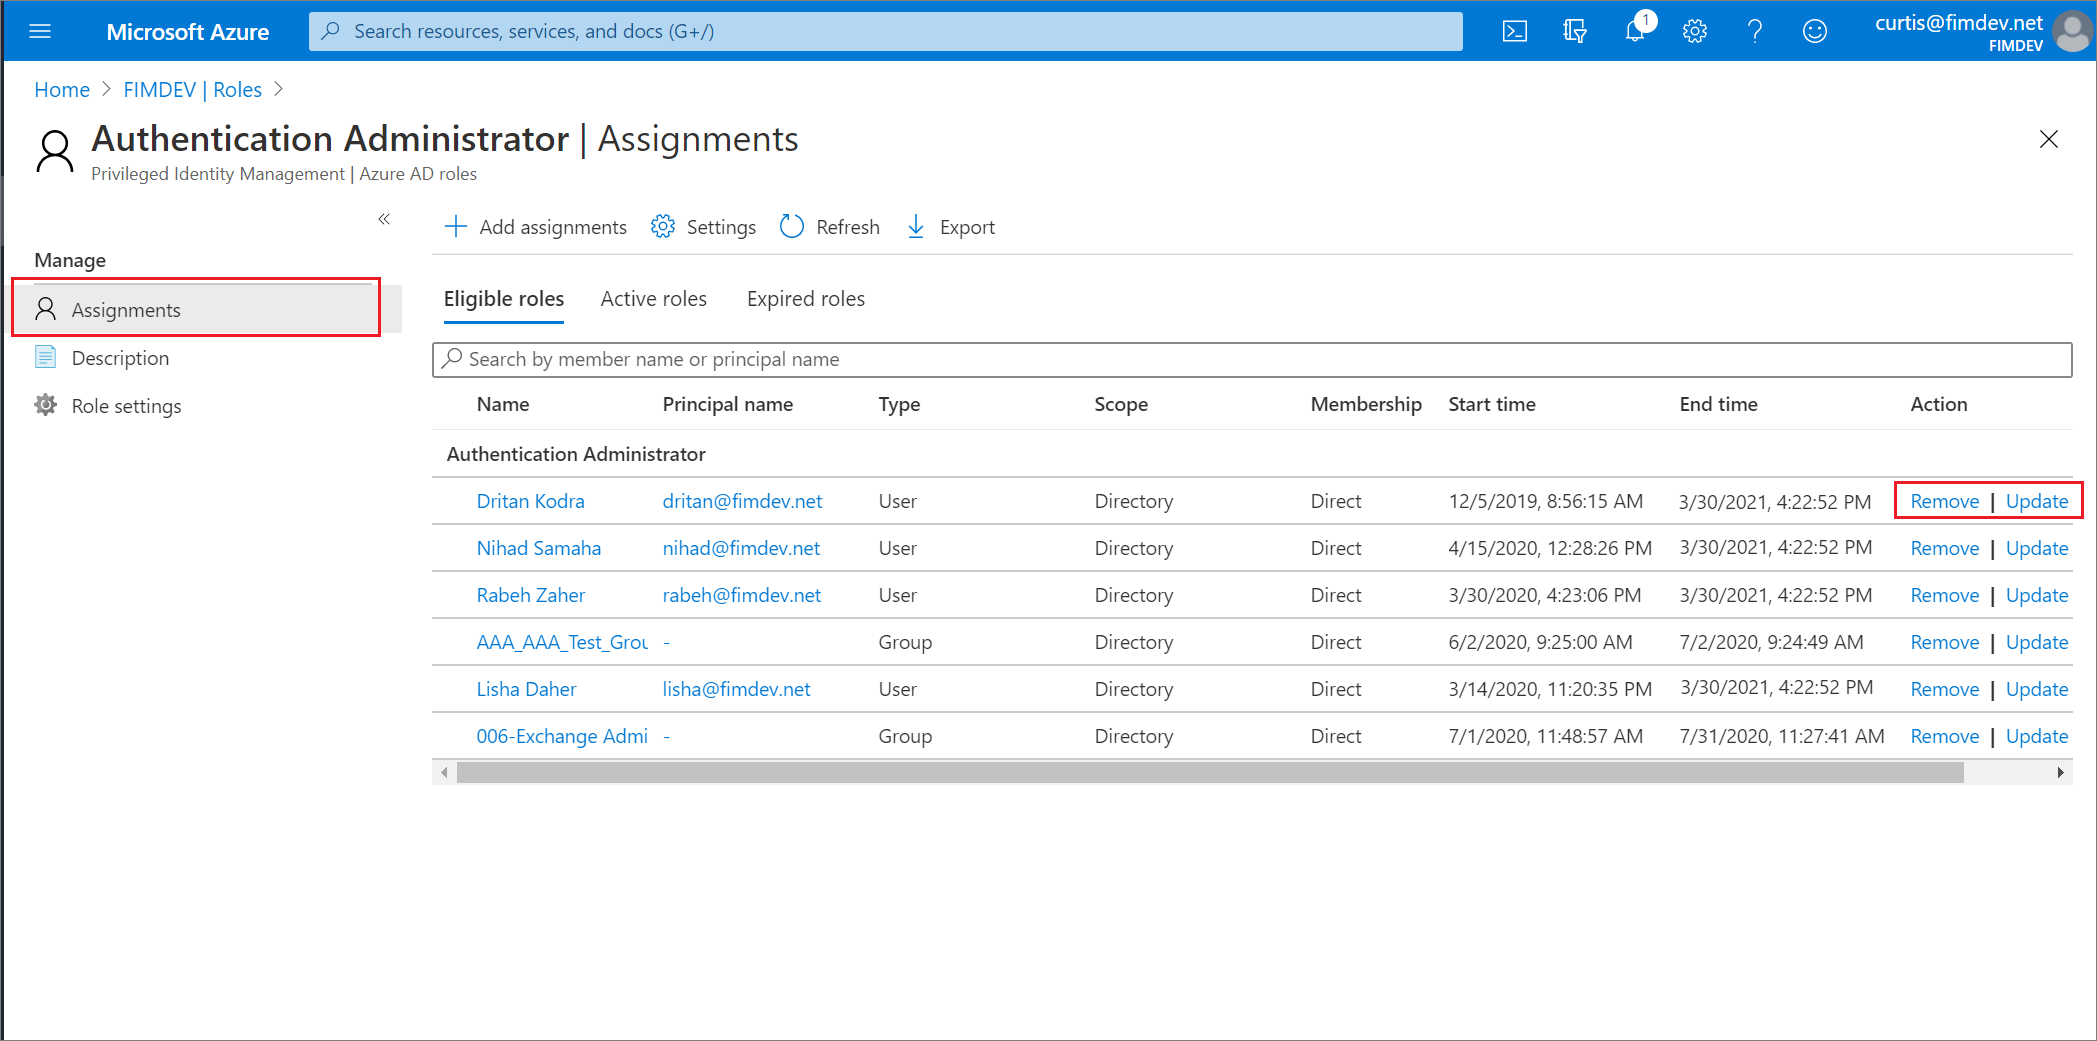 Microsoft Azure
Search resources, services, and docs (G+/)
1
curtis@fimdev.net
FIMDEV
Home > FIMDEV | Roles >
Authentication Administrator | Assignments
Privileged Identity Management | Azure AD roles
«
Manage
Assignments
Description
Role settings
Add assignments Settings Refresh Export
Eligible roles Active roles Expired roles
Search by member name or principal name
Name Principal name Type Scope Membership Start time End time Action
Authentication Administrator
Dritan Kodra dritan@fimdev.net User Directory Direct 12/5/2019, 8:56:15 AM 3/30/2021, 4:22:52 PM Remove | Update
Nihad Samaha nihad@fimdev.net User Directory Direct 4/15/2020, 12:28:26 PM 3/30/2021, 4:22:52 PM Remove | Update
Rabeh Zaher rabeh@fimdev.net User Directory Direct 3/30/2020, 4:23:06 PM 3/30/2021, 4:22:52 PM Remove | Update
AAA_AAA_Test_Grou - Group Directory Direct 6/2/2020, 9:25:00 AM 7/2/2020, 9:24:49 AM Remove | Update
Lisha Daher lisha@fimdev.net User Directory Direct 3/14/2020, 11:20:35 PM 3/30/2021, 4:22:52 PM Remove | Update
006-Exchange Admi - Group Directory Direct 7/1/2020, 11:48:57 AM 7/31/2020, 11:27:41 AM Remove | Update